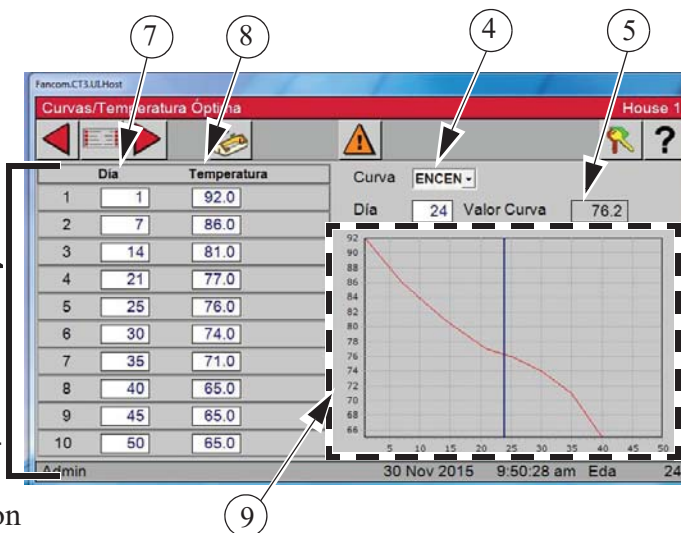 7 8 4 5
Fancom.CT3.UI.Host
Curvas/Temperatura Óptima House 1
?
Día Temperatura
1 1 92.0
2 7 86.0
3 14 81.0
4 21 77.0
5 25 76.0
6 30 74.0
7 35 71.0
8 40 65.0
9 45 65.0
10 50 65.0
Curva ENCEN
Día 24 Valor Curva 76.2
92
90
88
86
84
82
80
78
76
74
72
70
68
66
5 10 15 20 25 30 35 40 45 50
Admin 30 Nov 2015 9:50:28 am Eda 24
on
9